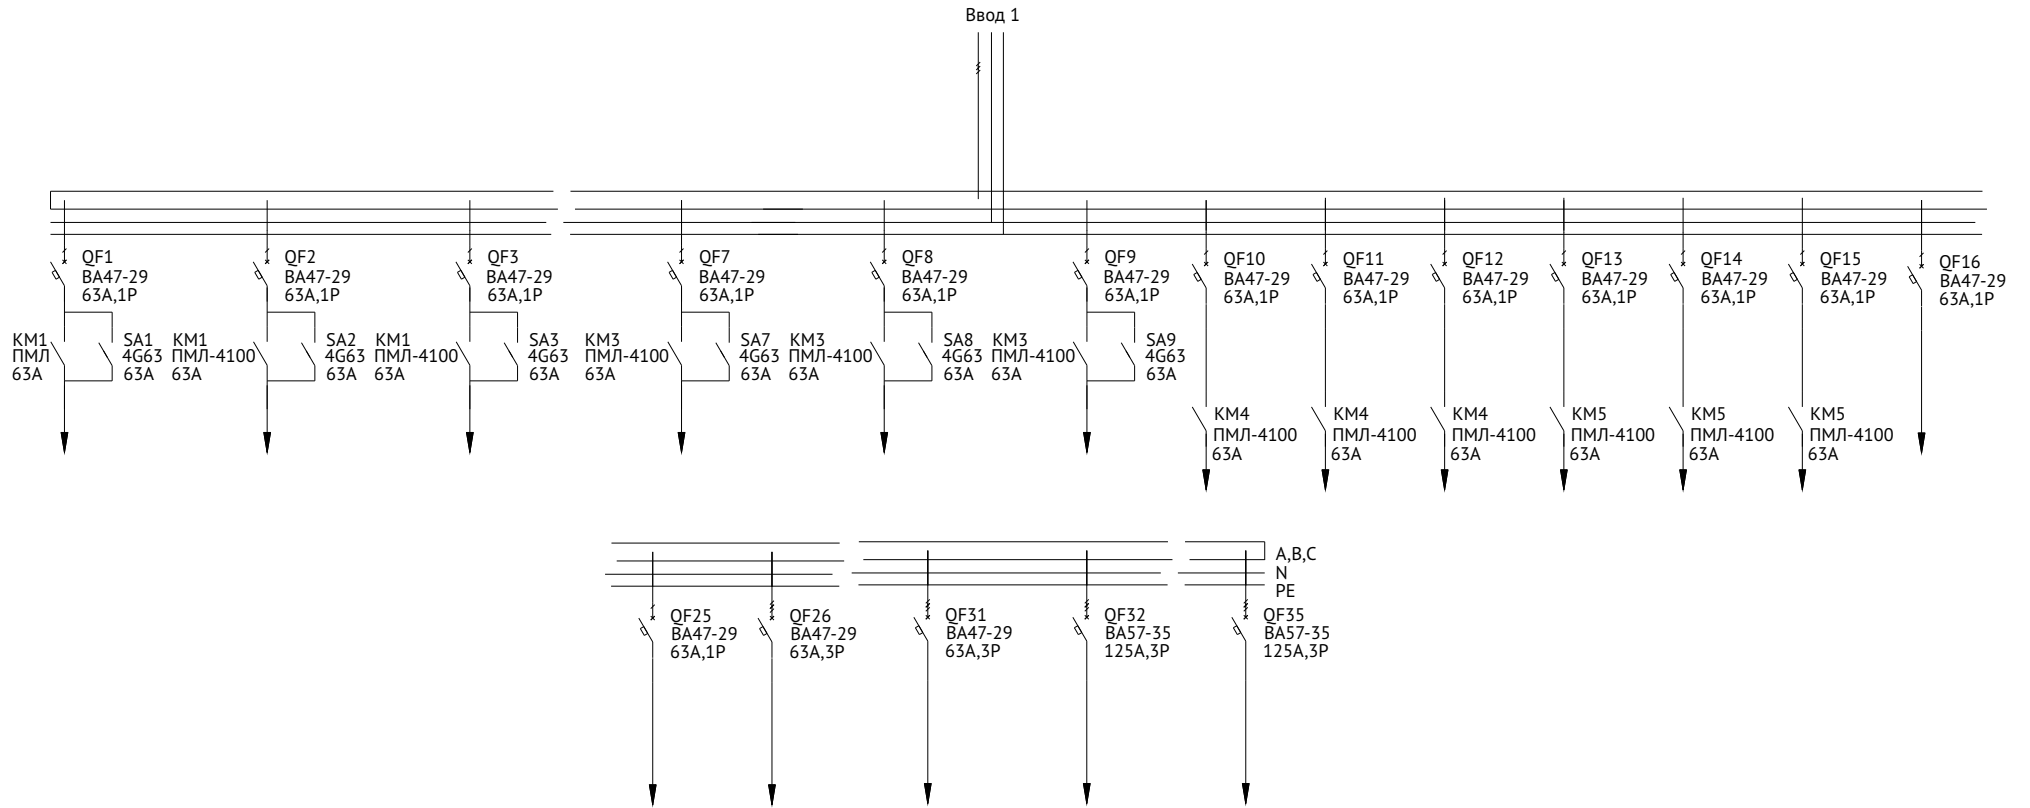 Ввод 1
QF1
ВА47-29
63А,1Р
QF2
ВА47-29
63А,1Р
QF3
ВА47-29
63А,1Р
QF7
ВА47-29
63А,1Р
QF8
ВА47-29
63А,1Р
QF9
ВА47-29
63А,1Р
QF10
ВА47-29
63А,1Р
QF11
ВА47-29
63А,1Р
QF12
ВА47-29
63А,1Р
QF13
ВА47-29
63А,1Р
QF14
ВА47-29
63А,1Р
QF15
ВА47-29
63А,1Р
QF16
ВА47-29
63А,1Р
КМ1
ПМЛ
63А
SA1
4G63
63А
КМ1
ПМЛ-4100
63А
SA2
4G63
63А
КМ1
ПМЛ-4100
63А
SA3
4G63
63А
КМ3
ПМЛ-4100
63А
SA7
4G63
63А
КМ3
ПМЛ-4100
63А
SA8
4G63
63А
КМ3
ПМЛ-4100
63А
SA9
4G63
63А
КМ4
ПМЛ-4100
63А
КМ4
ПМЛ-4100
63А
КМ4
ПМЛ-4100
63А
КМ5
ПМЛ-4100
63А
КМ5
ПМЛ-4100
63А
КМ5
ПМЛ-4100
63А
A,B,C
N
PE
QF25
ВА47-29
63А,1Р
QF26
ВА47-29
63А,3Р
QF31
ВА47-29
63А,3Р
QF32
ВА57-35
125А,3Р
QF35
ВА57-35
125А,3Р